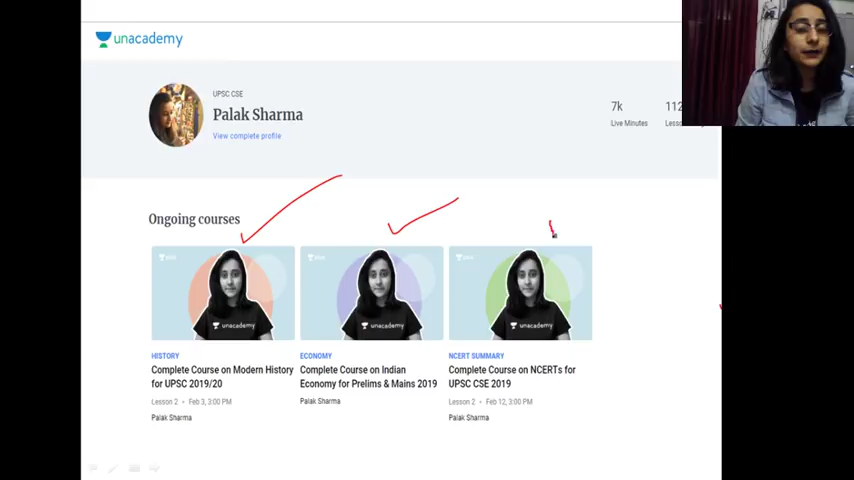 unacademy
UPSC CSE
Palak Sharma
View complete profile
7k
112
Live Minutes
Ongoing courses
unacademy
unacademy
unacademy
HISTORY
Complete Course on Modern History
for UPSC 2019/20
Lesson 2 • Feb 3, 3:00 PM
Palak Sharma
ECONOMY
Complete Course on Indian
Economy for Prelims & Mains 2019
Palak Sharma
NCERT SUMMARY
Complete Course on NCERTs for
UPSC CSE 2019
Lesson 2 • Feb 12, 3:00 PM
Palak Sharma